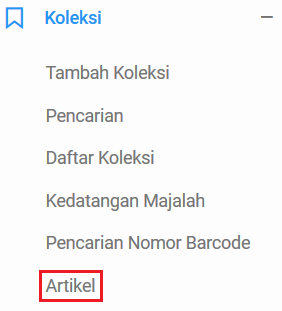 Koleksi
Tambah Koleksi
Pencarian
Daftar Koleksi
Kedatangan Majalah
Pencarian Nomor Barcode
Artikel